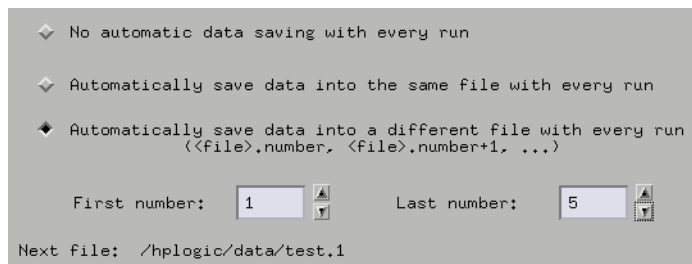 No automatic data saving with every run
Automatically save data into the same file with every run
Automatically save data into a different file with every run
(<file>.number, <file>.number+1, ...)
First number: 1 Last number: 5
Next file: /hplogic/data/test.1